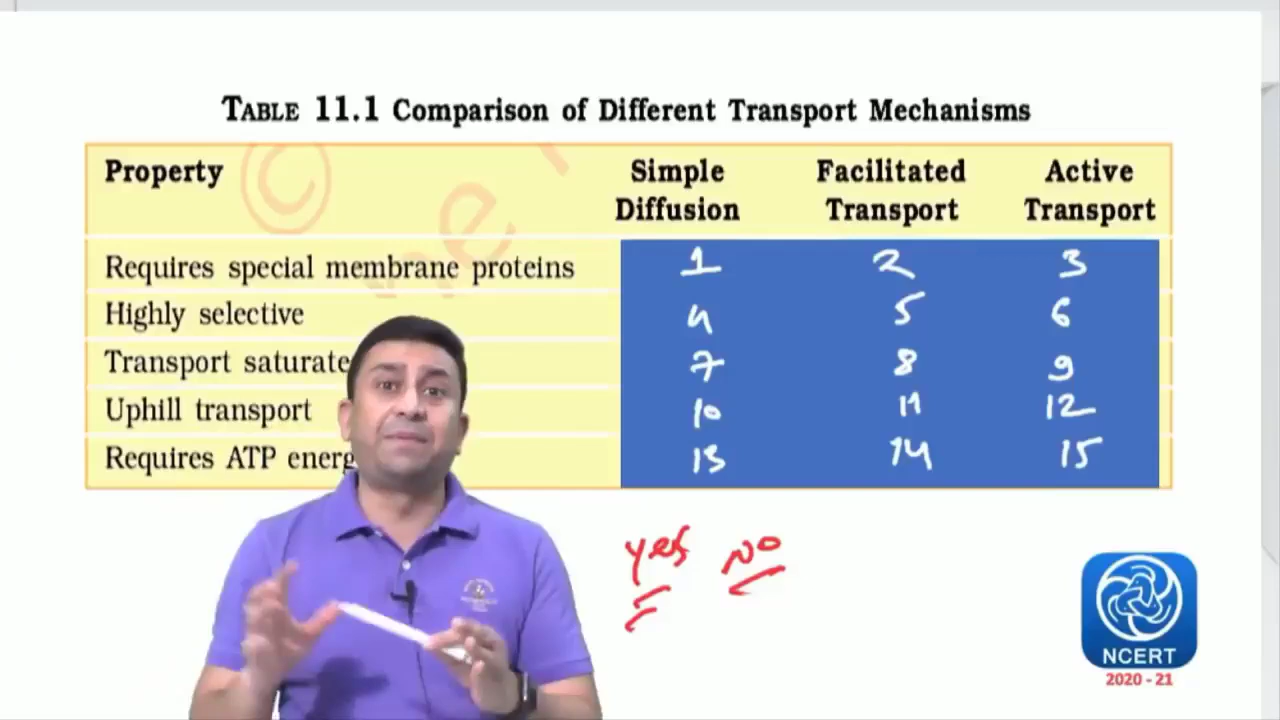 TABLE 11.1 Comparison of Different Transport Mechanisms
Property Simple Diffusion Facilitated Transport Active Transport
Requires special membrane proteins 1 2 3
Highly selective 4 5 6
Transport saturate 7 8 9
Uphill transport 10 11 12
Requires ATP energ 13 14 15
yes No
NCERT
2020 - 21